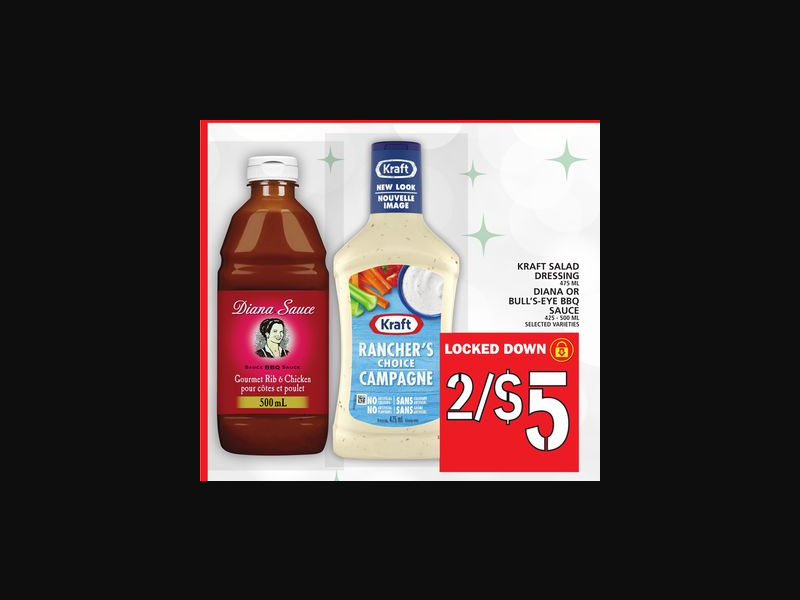 Diana Sauce
SAUCE BBQ SAUCE
Gourmet Rib & Chicken
pour côtes et poulet
500 mL
Kraft
NEW LOOK
NOUVELLE
IMAGE
Kraft
RANCHER'S
CHOICE
CAMPAGNE
NO
NO
SANS
SANS
475 ml
KRAFT SALAD
DRESSING
475 ML
DIANA OR
BULL'S-EYE BBQ
SAUCE
425 - 500 ML
SELECTED VARIETIES
LOCKED DOWN
2/$5